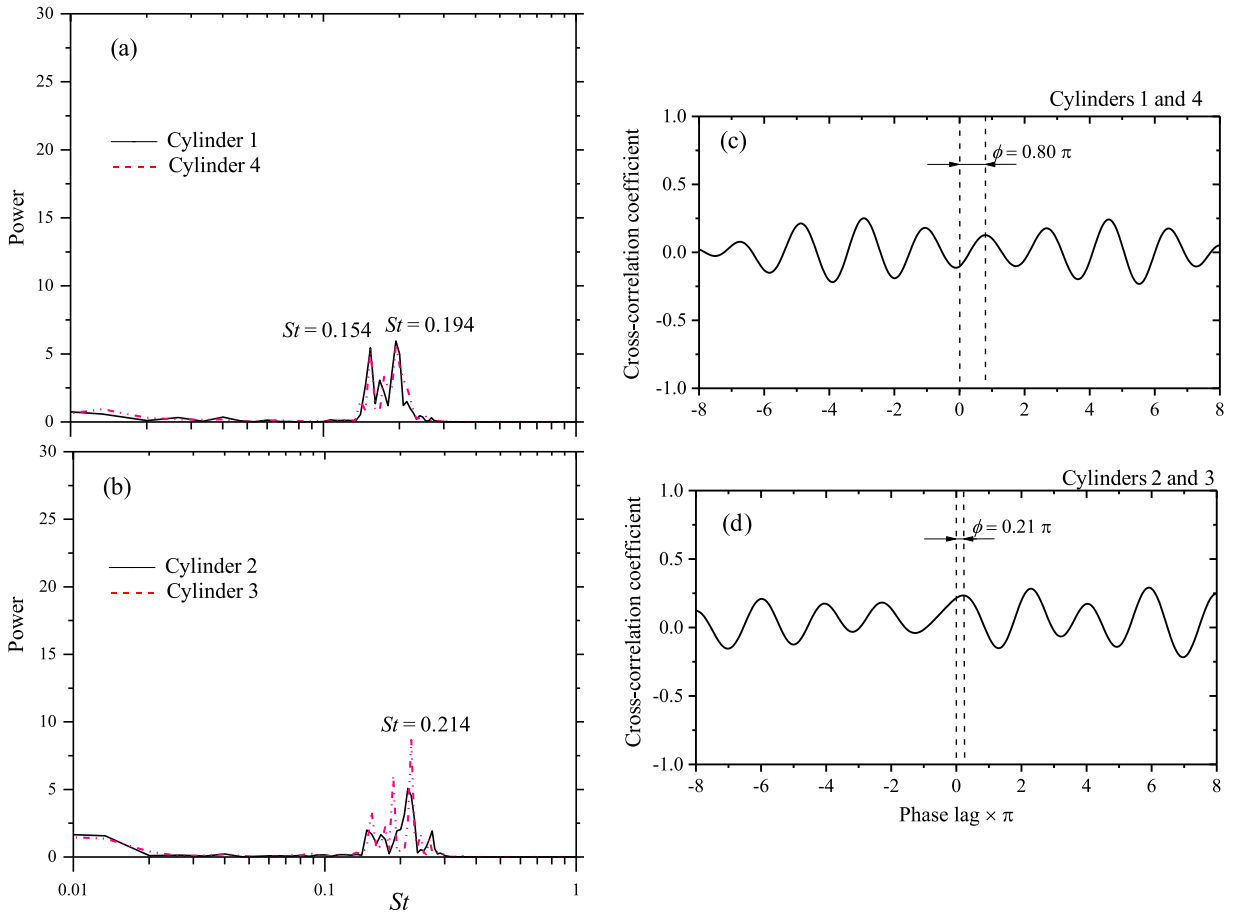 30
25
20
15
10
5
0
Power
(a)
Cylinder 1
Cylinder 4
St = 0.154
St = 0.194
30
25
20
15
10
5
0
Power
(b)
Cylinder 2
Cylinder 3
St = 0.214
0.01
0.1
1
St
Cylinders 1 and 4
1.0
0.5
0.0
-0.5
-1.0
Cross-correlation coefficient
(c)
ϕ = 0.80 π
-8 -6 -4 -2 0 2 4 6 8
Cylinders 2 and 3
1.0
0.5
0.0
-0.5
-1.0
Cross-correlation coefficient
(d)
ϕ = 0.21 π
-8 -6 -4 -2 0 2 4 6 8
Phase lag × π